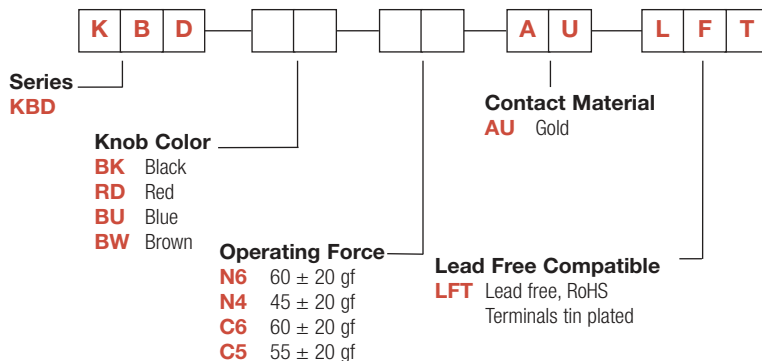 K B D A U L F T
Series
KBD
Knob Color
BK Black
RD Red
BU Blue
BW Brown
Operating Force
N6 60 ± 20 gf
N4 45 ± 20 gf
C6 60 ± 20 gf
C5 55 ± 20 gf
Contact Material
AU Gold
Lead Free Compatible
LFT Lead free, RoHS
Terminals tin plated